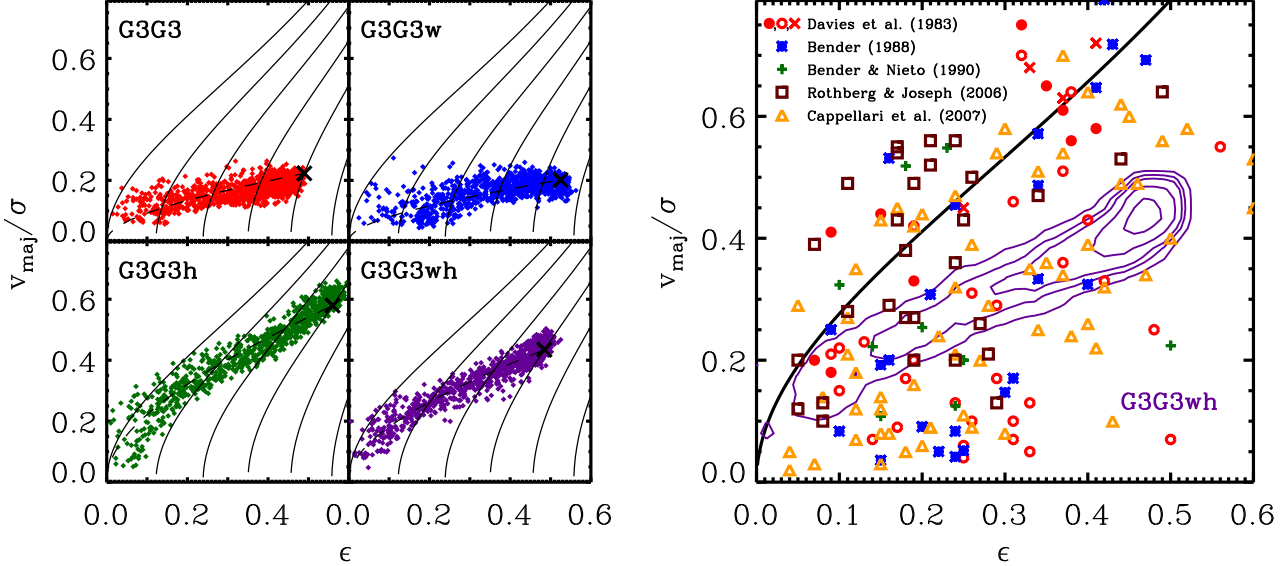 G3G3
G3G3w
G3G3h
G3G3wh
0.6
0.4
0.2
0.0
0.6
0.4
0.2
0.0
v_maj/σ
0.0
0.2
0.4
0.0
0.2
0.4
0.6
ϵ
Davies et al. (1983)
Bender (1988)
Bender & Nieto (1990)
Rothberg & Joseph (2006)
Cappellari et al. (2007)
G3G3wh
0.6
0.4
0.2
0.0
v_maj/σ
0.0
0.1
0.2
0.3
0.4
0.5
0.6
ϵ